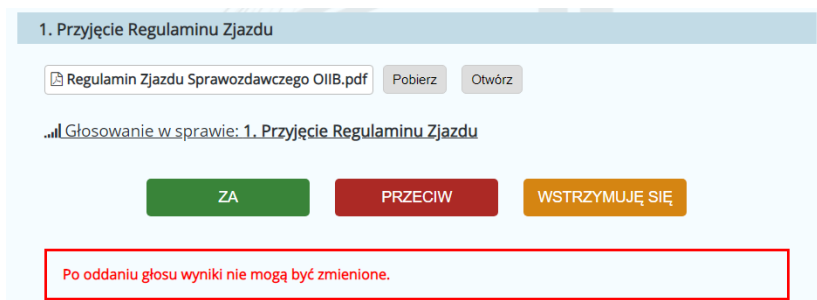 1. Przyjęcie Regulaminu Zjazdu
Regulamin Zjazdu Sprawozdawczego OIIB.pdf Pobierz Otwórz
Głosowanie w sprawie: 1. Przyjęcie Regulaminu Zjazdu
ZA PRZECIW WSTRZYMUJĘ SIĘ
Po oddaniu głosu wyniki nie mogą być zmienione.